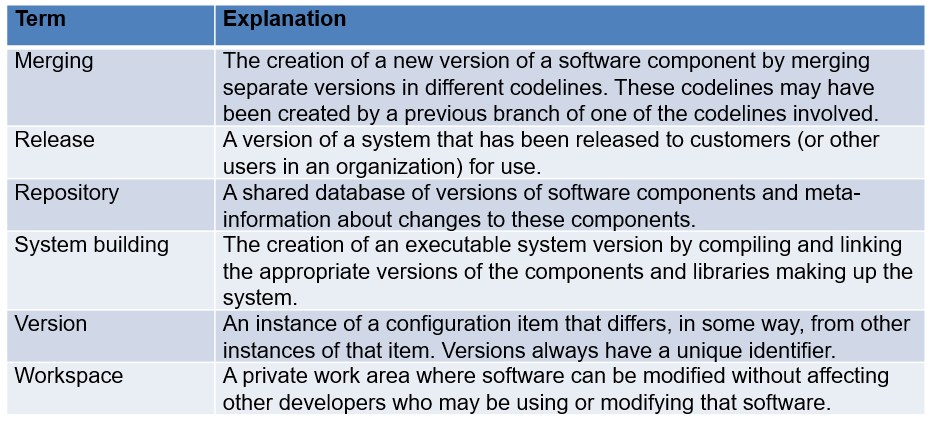 Term Explanation
Merging The creation of a new version of a software component by merging
separate versions in different codelines. These codelines may have
been created by a previous branch of one of the codelines involved.
Release A version of a system that has been released to customers (or other
users in an organization) for use.
Repository A shared database of versions of software components and meta-
information about changes to these components.
System building The creation of an executable system version by compiling and linking
the appropriate versions of the components and libraries making up the
system.
Version An instance of a configuration item that differs, in some way, from other
instances of that item. Versions always have a unique identifier.
Workspace A private work area where software can be modified without affecting
other developers who may be using or modifying that software.